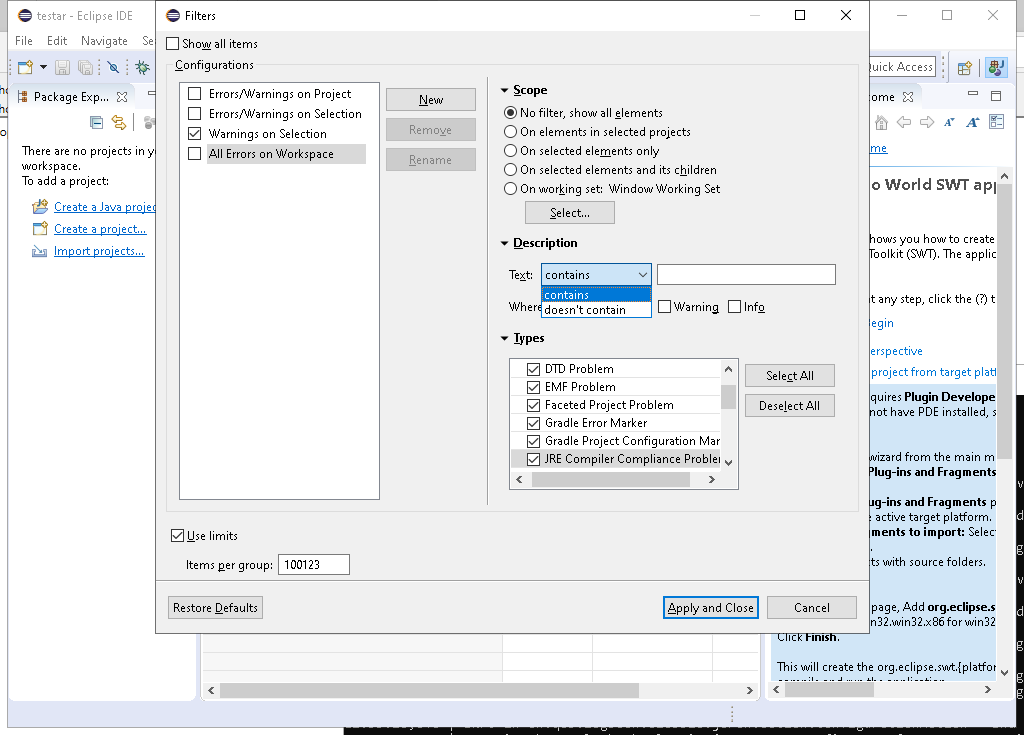 testar - Eclipse IDE
File Edit Navigate Se
Package Exp...
There are no projects in y
workspace.
To add a project:
Create a Java projec
Create a project...
Import projects...
Filters
Show all items
Configurations
Errors/Warnings on Project
Errors/Warnings on Selection
Warnings on Selection
All Errors on Workspace
New
Remove
Rename
Scope
No filter, show all elements
On elements in selected projects
On selected elements only
On selected elements and its children
On working set: Window Working Set
Select...
Description
Text: contains
contains
doesn't contain
Where
Warning Info
Types
DTD Problem
EMF Problem
Faceted Project Problem
Gradle Error Marker
Gradle Project Configuration Mar
JRE Compiler Compliance Probler
Select All
Deselect All
Use limits
Items per group: 100123
Restore Defaults
Apply and Close
Cancel
Quick Access
ome
me
o World SWT app
hows you how to create
Toolkit (SWT). The applic
t any step, click the (?) t
Begin
erspective
project from target platf
quires Plugin Develope
not have PDE installed, s
wizard from the main m
Plug-ins and Fragments
ug-ins and Fragments p
e active target platform.
gments to import: Selec
ts with source folders.
page, Add org.eclipse.s
n32.win32.x86 for win32
Click Finish.
This will create the org.eclipse.swt.{platfor
compile and run the application.